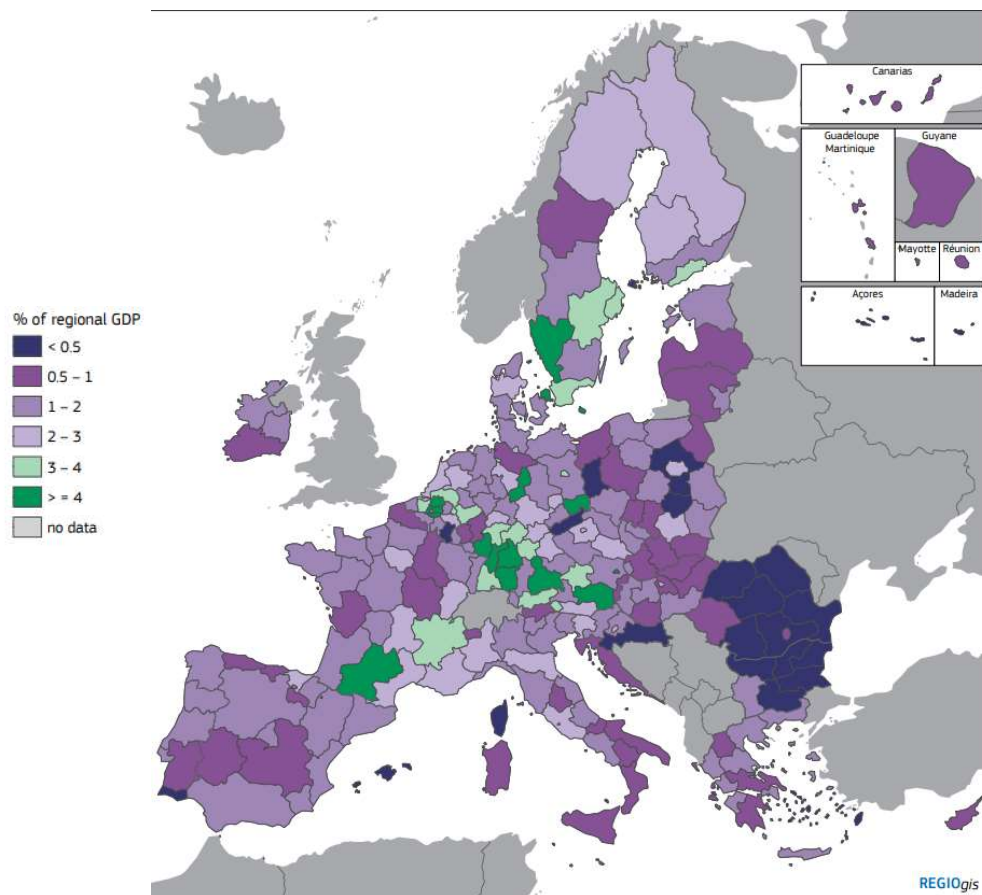 % of regional GDP
< 0.5
0.5 – 1
1 – 2
2 – 3
3 – 4
> = 4
no data
Canarias
Guadeloupe
Martinique
Guyane
Mayotte
Réunion
Açores
Madeira
REGIOgis